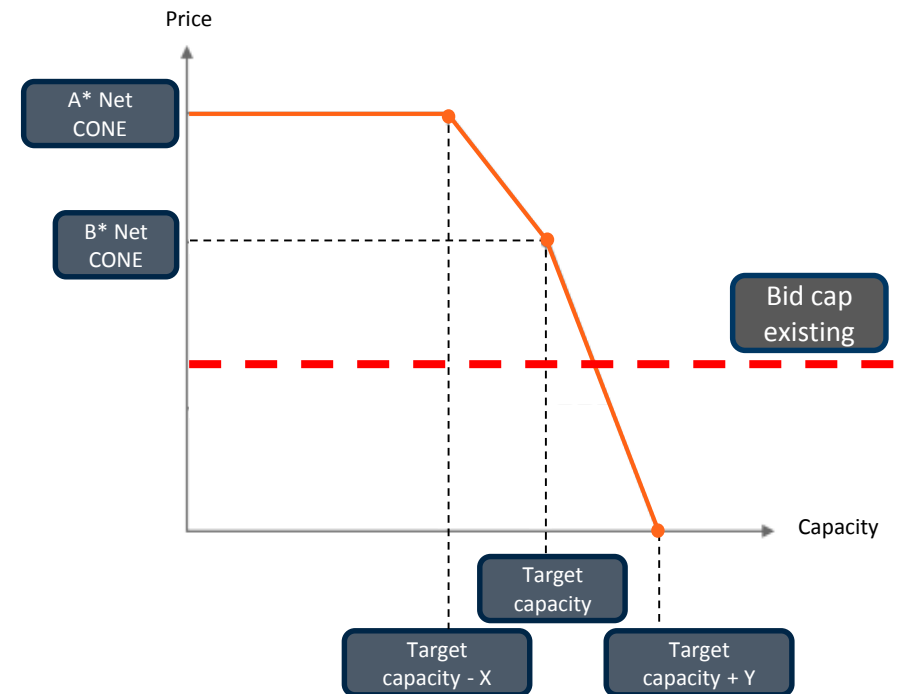 Price
A* Net
CONE
B* Net
CONE
Bid cap
existing
Capacity
Target
capacity
Target
capacity - X
Target
capacity + Y